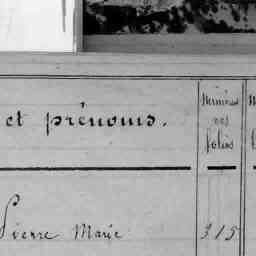 et prénoms.
Numéros
des
folios
Pierre Marie 315